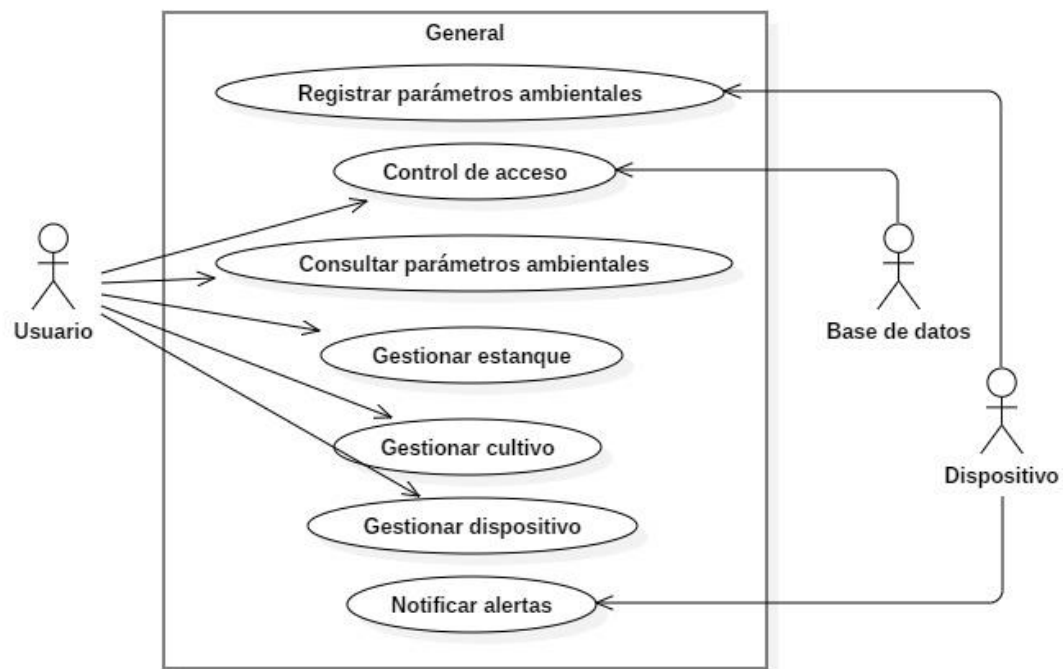 General
Registrar parámetros ambientales
Control de acceso
Consultar parámetros ambientales
Usuario
Base de datos
Gestionar estanque
Gestionar cultivo
Dispositivo
Gestionar dispositivo
Notificar alertas